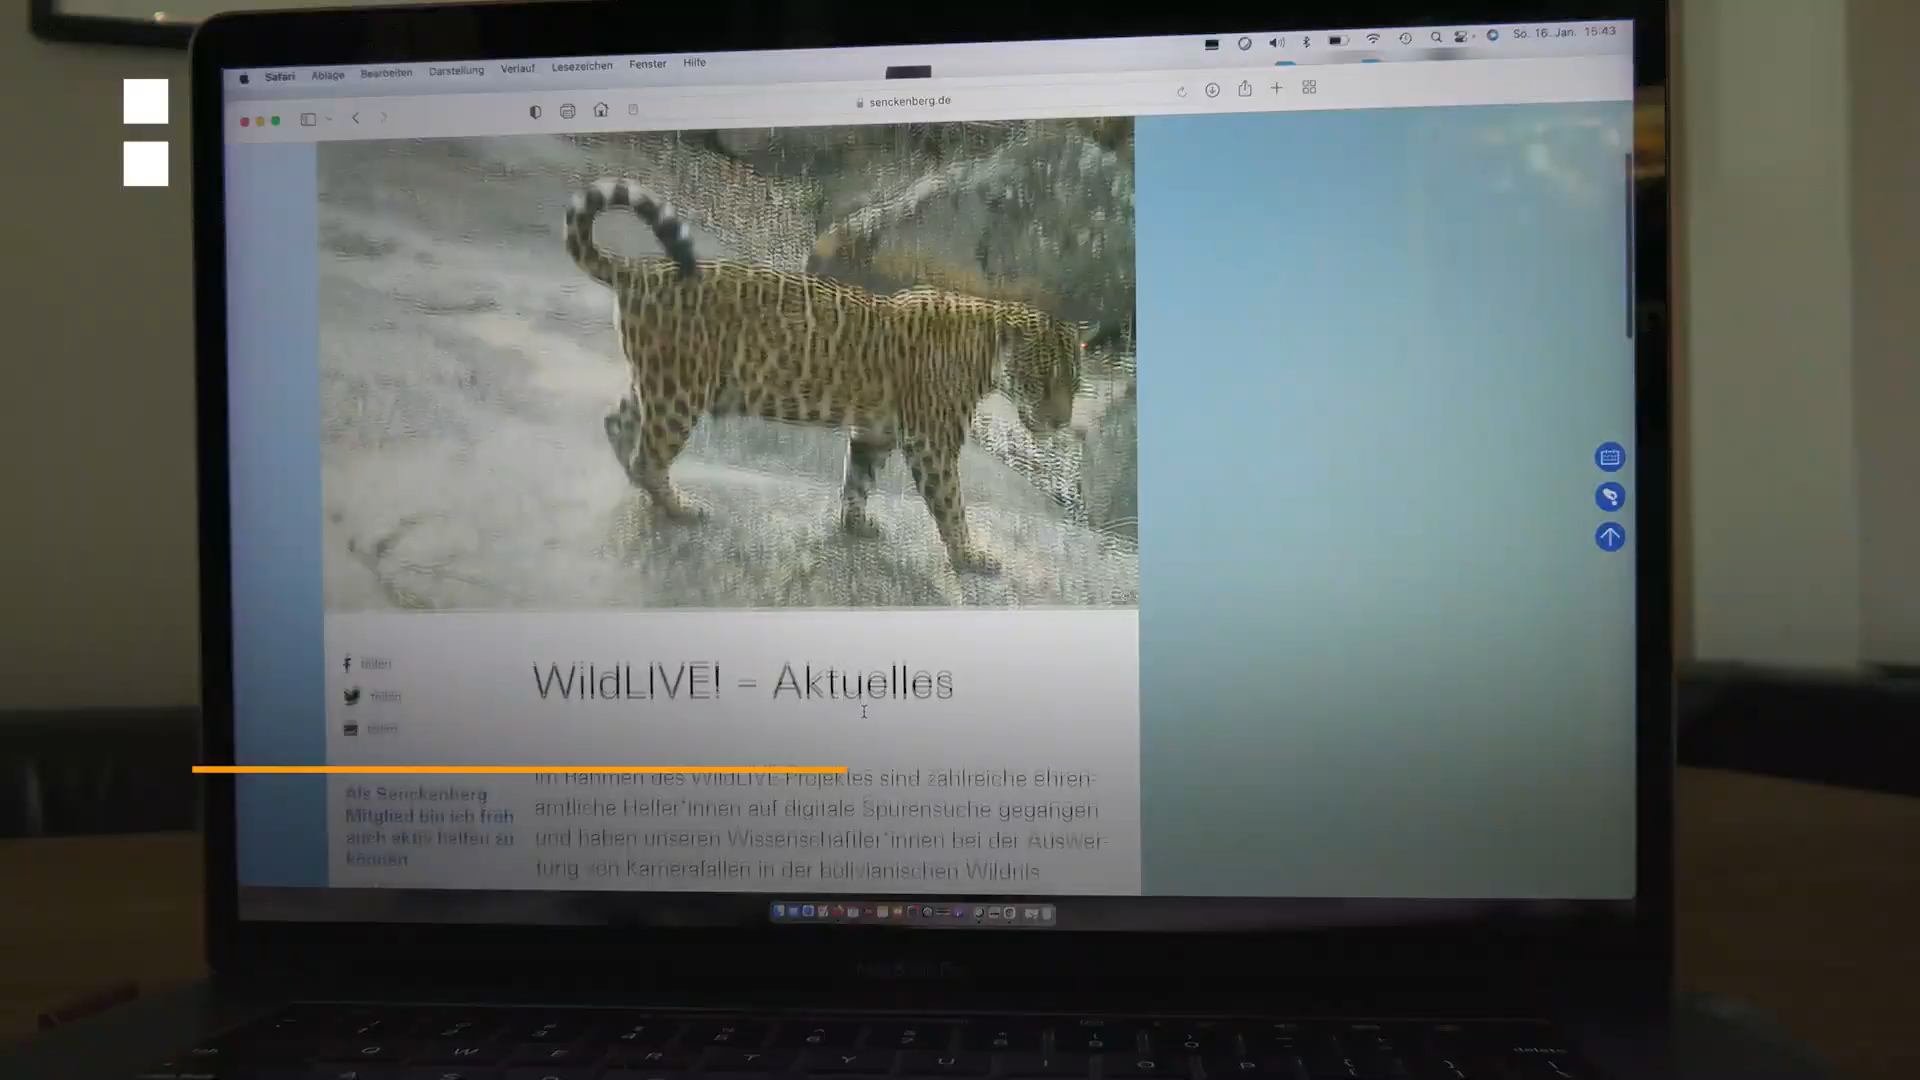 Safari Ablage Bearbeiten Darstellung Verlauf Lesezeichen Fenster Hilfe
So. 16. Jan. 15:43
senckenberg.de
WildLIVE! – Aktuelles
teilen
teilen
teilen
Im Rahmen des WildLIVE-Projektes sind zahlreiche ehren-
amtliche Helfer*innen auf digitale Spurensuche gegangen
und haben unseren Wissenschaftler*innen bei der Auswer-
tung von Kamerafallen in der bolivianischen Wildnis
Als Senckenberg
Mitglied bin ich froh
auch aktiv helfen zu
können